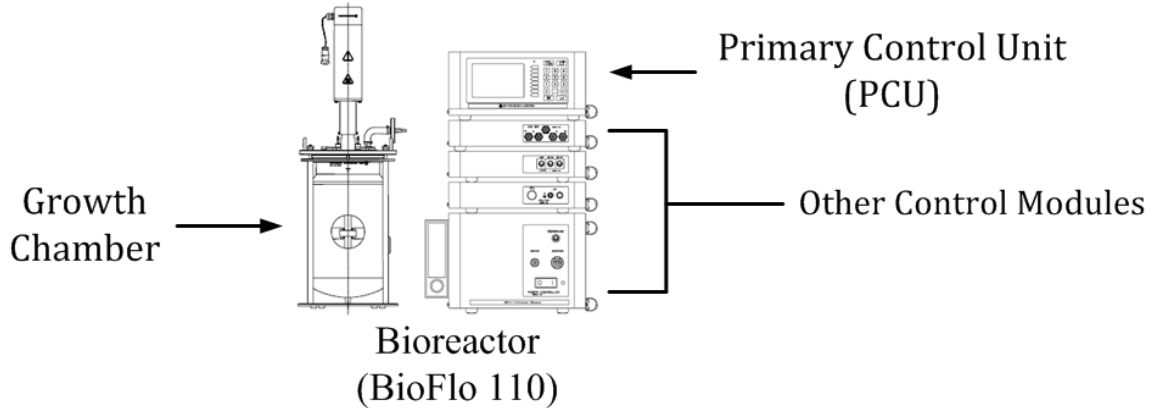 Primary Control Unit
(PCU)
Growth
Chamber
Other Control Modules
Bioreactor
(BioFlo 110)